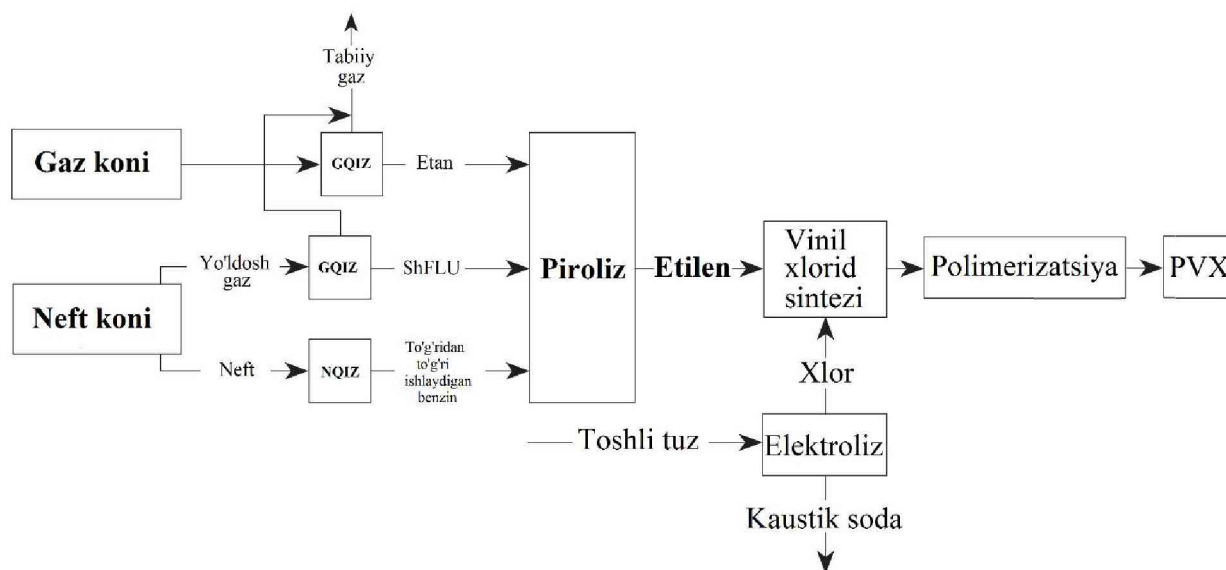 Tabiiy
gaz
Gaz koni
GQIZ
Etan
Yo'ldosh
gaz
GQIZ
ShFLU
Neft koni
Neft
NQIZ
To'g'ridan
to'g'ri
ishlaydigan
benzin
Piroliz
Etilen
Vinil
xlorid
sintezi
Polimerizatsiya
PVX
Xlor
Toshli tuz
Elektroliz
Kaustik soda